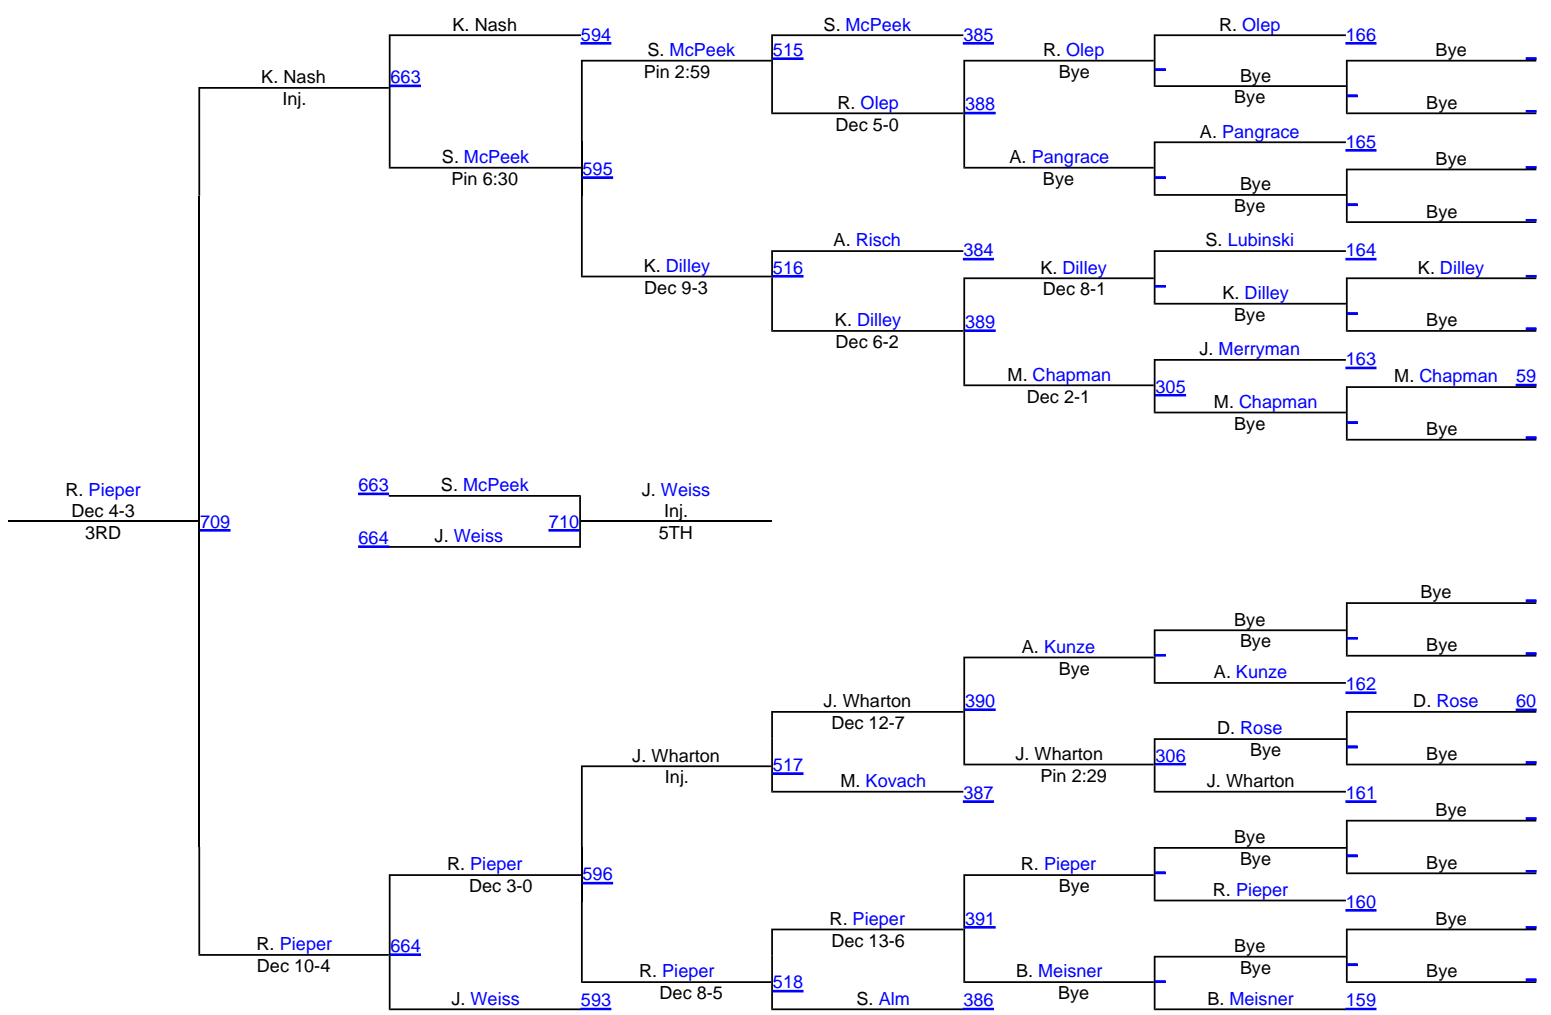 K. Nash
594
S. McPeek
385
R. Olep
166
S. McPeek
515
Pin 2:59
R. Olep
Bye
Bye
K. Nash
663
Inj.
Bye
Bye
R. Olep
388
Dec 5-0
Bye
A. Pangrace
165
S. McPeek
595
Pin 6:30
A. Pangrace
Bye
Bye
Bye
Bye
Bye
A. Risch
384
S. Lubinski
164
K. Dilley
516
Dec 9-3
K. Dilley
Dec 8-1
K. Dilley
K. Dilley
Bye
K. Dilley
389
Dec 6-2
Bye
J. Merryman
163
M. Chapman
305
Dec 2-1
M. Chapman 59
M. Chapman
Bye
Bye
R. Pieper
Dec 4-3
3RD
709
663
S. McPeek
664
J. Weiss
710
J. Weiss
Inj.
5TH
Bye
Bye
Bye
Bye
A. Kunze
Bye
A. Kunze
162
J. Wharton
390
Dec 12-7
D. Rose 60
D. Rose
Bye
Bye
J. Wharton
517
Inj.
J. Wharton
306
Pin 2:29
M. Kovach
387
J. Wharton
161
Bye
Bye
Bye
Bye
R. Pieper
596
Dec 3-0
R. Pieper
Bye
R. Pieper
160
R. Pieper
391
Dec 13-6
Bye
R. Pieper
664
Dec 10-4
Bye
Bye
Bye
R. Pieper
518
Dec 8-5
B. Meisner
Bye
J. Weiss
593
S. Alm
386
B. Meisner
159